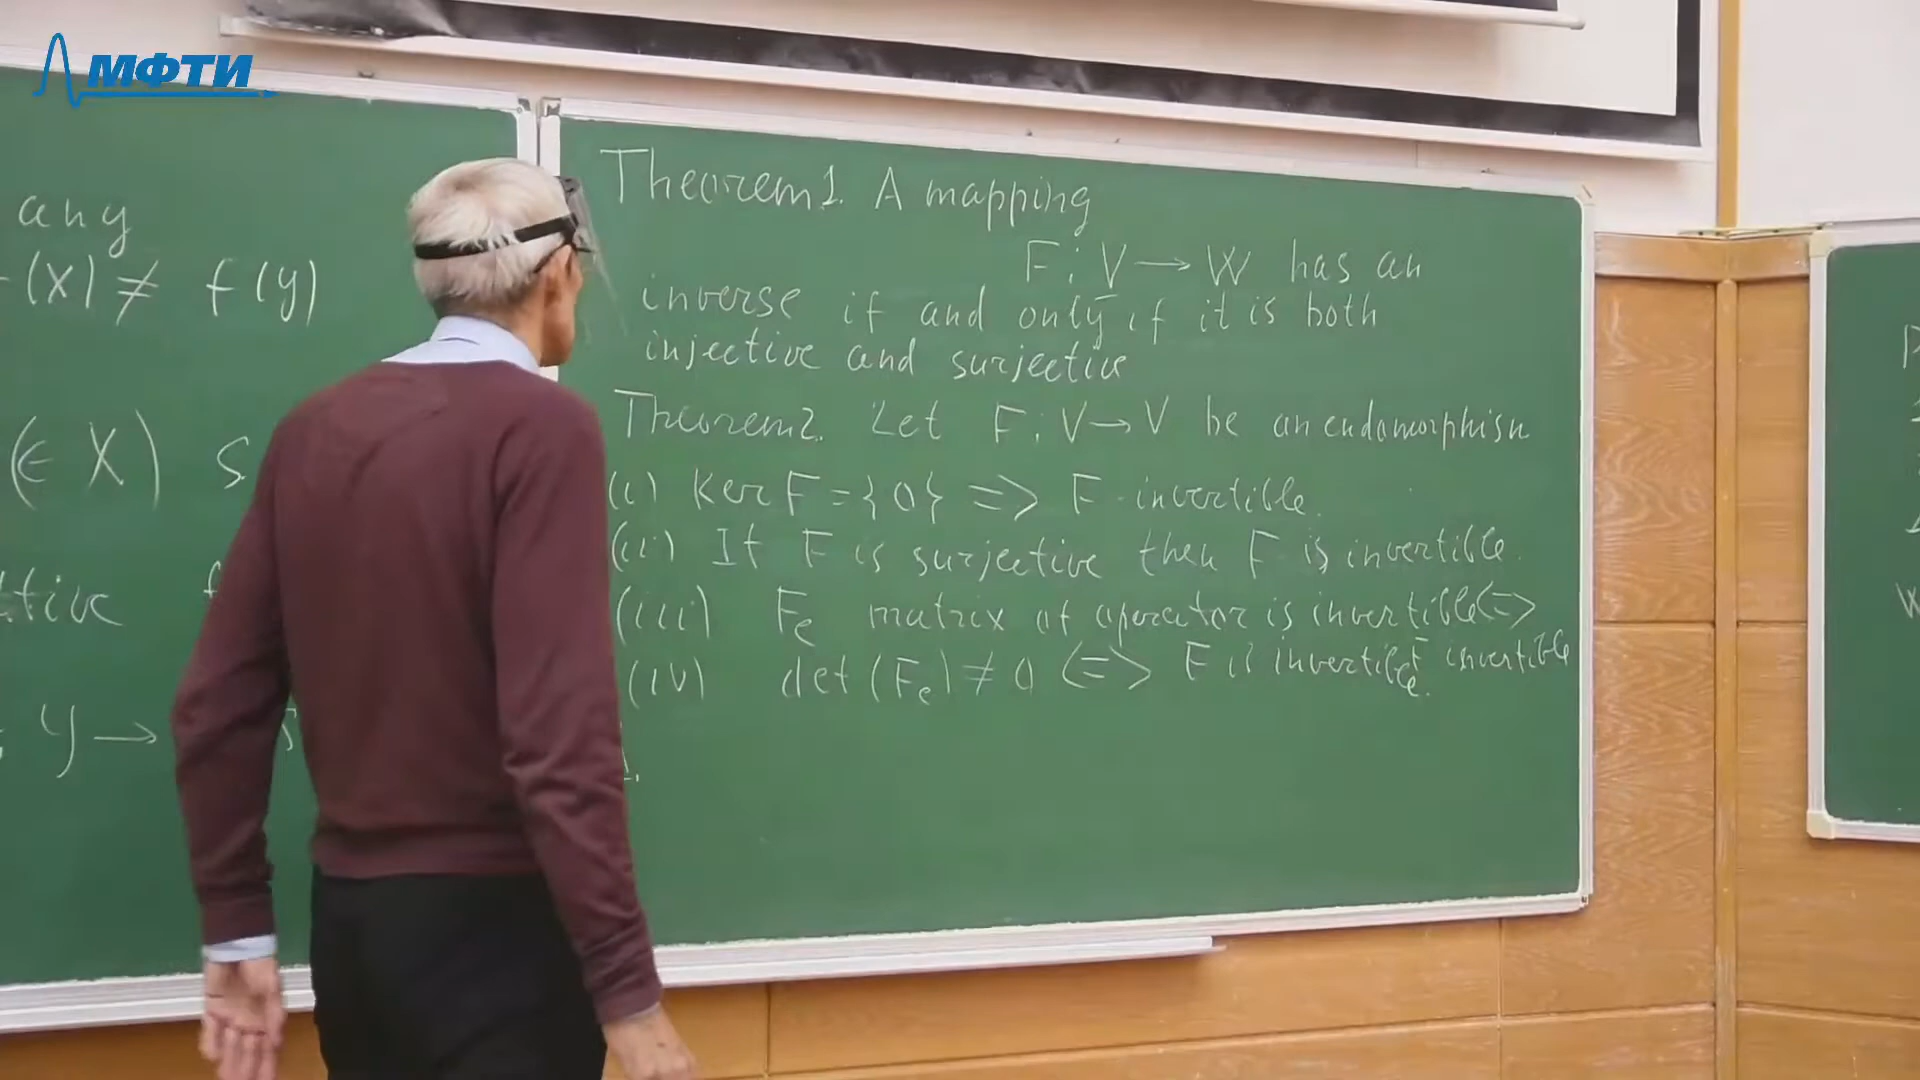 МФТИ
any
(x) ≠ f(y)
(∈ X) S
Y →
Theorem 1. A mapping
F: V → W has an
inverse if and only if it is both
injective and surjective
Theorem 2. Let F: V → V be an endomorphism
(i) Ker F = {0} => F - invertible.
(ii) If F is surjective then F is invertible.
(iii) Fe matrix of operator is invertible <=>
F invertible
(iv) det (Fe) ≠ 0 <=> F is invertible.